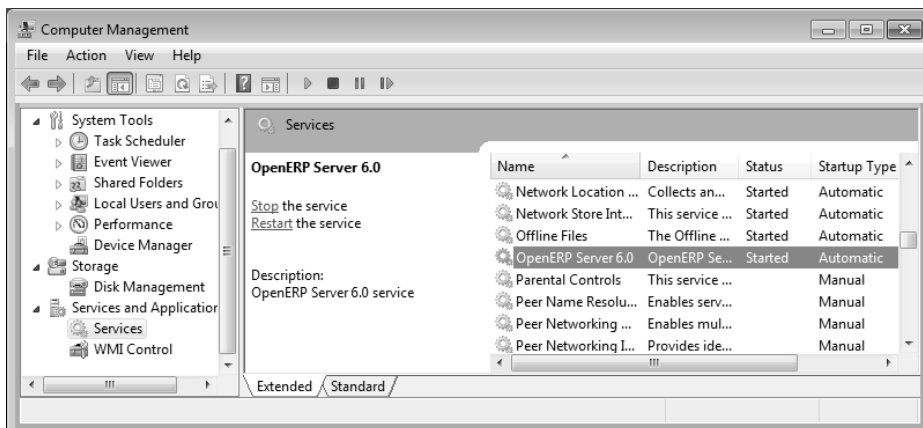 Computer Management
File Action View Help
System Tools
Task Scheduler
Event Viewer
Shared Folders
Local Users and Grou
Performance
Device Manager
Storage
Disk Management
Services and Application
Services
WMI Control
Services
OpenERP Server 6.0
Stop the service
Restart the service
Description:
OpenERP Server 6.0 service
Name Description Status Startup Type
Network Location ... Collects an... Started Automatic
Network Store Int... This service ... Started Automatic
Offline Files The Offline ... Started Automatic
OpenERP Server 6.0 OpenERP Se... Started Automatic
Parental Controls This service ... Manual
Peer Name Resolu... Enables serv... Manual
Peer Networking ... Enables mul... Manual
Peer Networking I... Provides ide... Manual
Extended Standard